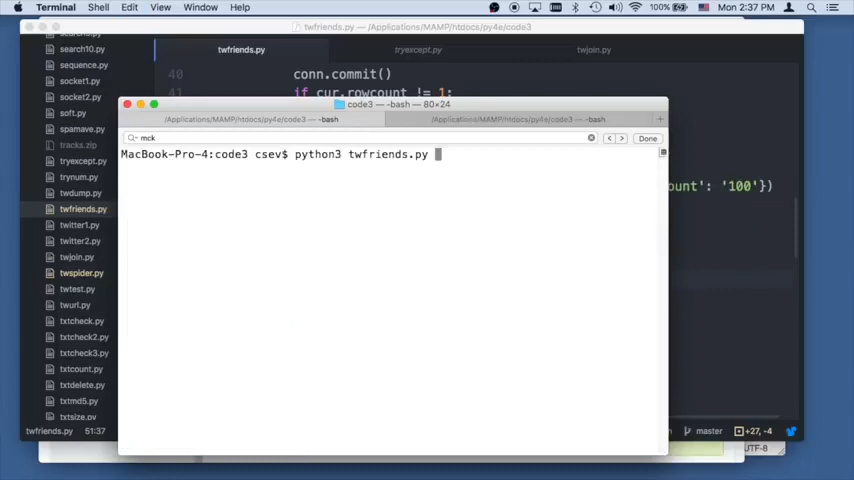 Terminal Shell Edit View Window Help 100% Mon 2:37 PM
twfriends.py — /Applications/MAMP/htdocs/py4e/code3
twfriends.py tryexcept.py twjoin.py
search10.py
sequence.py
socket1.py
socket2.py
soft.py
spamave.py
tracks.zip
tryexcept.py
trynum.py
twdump.py
twfriends.py
twitter1.py
twitter2.py
twjoin.py
twspider.py
twtest.py
twurl.py
txtcheck.py
txtcheck2.py
txtcheck3.py
txtcount.py
txtdelete.py
txtmd5.py
txtsize.py
40 conn.commit()
41 if cur.rowcount != 1:
code3 — -bash — 80×24
/Applications/MAMP/htdocs/py4e/code3 — -bash /Applications/MAMP/htdocs/py4e/code3 — -bash +
mck < > Done
MacBook-Pro-4:code3 csev$ python3 twfriends.py
ount': '100'})
twfriends.py 51:37 master +27, -4
UTF-8